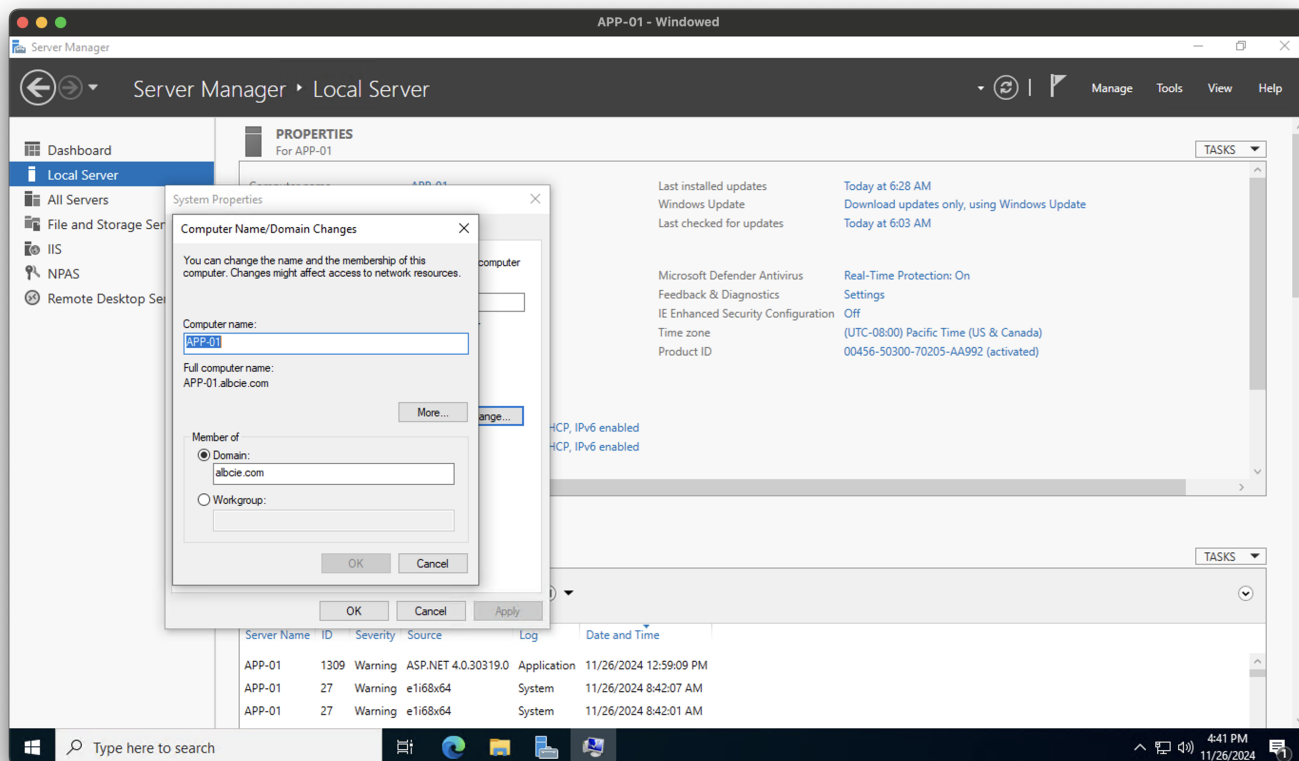 APP-01 - Windowed
Server Manager
Server Manager ‣ Local Server
Manage Tools View Help
Dashboard
Local Server
All Servers
File and Storage Ser
IIS
NPAS
Remote Desktop Se
PROPERTIES
For APP-01
TASKS
Computer name APP-01
Last installed updates Today at 6:28 AM
Windows Update Download updates only, using Windows Update
Last checked for updates Today at 6:03 AM
Microsoft Defender Antivirus Real-Time Protection: On
Feedback & Diagnostics Settings
IE Enhanced Security Configuration Off
Time zone (UTC-08:00) Pacific Time (US & Canada)
Product ID 00456-50300-70205-AA992 (activated)
HCP, IPv6 enabled
HCP, IPv6 enabled
System Properties
computer
ange...
OK Cancel Apply
Computer Name/Domain Changes
You can change the name and the membership of this
computer. Changes might affect access to network resources.
Computer name:
APP-01
Full computer name:
APP-01.albcie.com
More...
Member of
Domain:
albcie.com
Workgroup:
OK Cancel
TASKS
Server Name ID Severity Source Log Date and Time
APP-01 1309 Warning ASP.NET 4.0.30319.0 Application 11/26/2024 12:59:09 PM
APP-01 27 Warning e1i68x64 System 11/26/2024 8:42:07 AM
APP-01 27 Warning e1i68x64 System 11/26/2024 8:42:01 AM
Type here to search
4:41 PM
11/26/2024
1